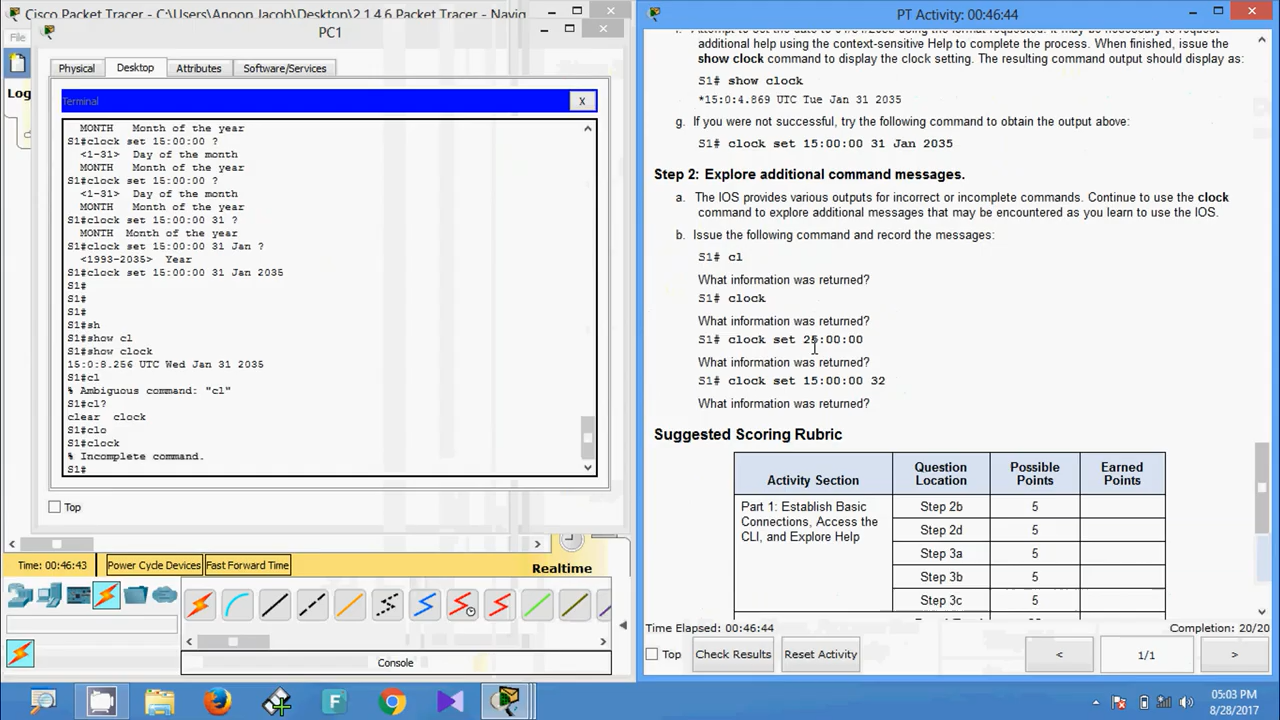 Cisco Packet Tracer - C:\Users\Anoop Jacob\Desktop\2.1.4.6 Packet Tracer - Navig
File
Log
PC1
Physical
Desktop
Attributes
Software/Services
Terminal
X
MONTH Month of the year
S1#clock set 15:00:00 ?
<1-31> Day of the month
MONTH Month of the year
S1#clock set 15:00:00 ?
<1-31> Day of the month
MONTH Month of the year
S1#clock set 15:00:00 31 ?
MONTH Month of the year
S1#clock set 15:00:00 31 Jan ?
<1993-2035> Year
S1#clock set 15:00:00 31 Jan 2035
S1#
S1#
S1#
S1#sh
S1#show cl
S1#show clock
15:0:8.256 UTC Wed Jan 31 2035
S1#cl
% Ambiguous command: "cl"
S1#cl?
clear clock
S1#clo
S1#clock
% Incomplete command.
S1#
Top
Time: 00:46:43
Power Cycle Devices
Fast Forward Time
Realtime
Console
PT Activity: 00:46:44
additional help using the context-sensitive Help to complete the process. When finished, issue the
show clock command to display the clock setting. The resulting command output should display as:
S1# show clock
*15:0:4.869 UTC Tue Jan 31 2035
g. If you were not successful, try the following command to obtain the output above:
S1# clock set 15:00:00 31 Jan 2035
Step 2: Explore additional command messages.
a. The IOS provides various outputs for incorrect or incomplete commands. Continue to use the clock
command to explore additional messages that may be encountered as you learn to use the IOS.
b. Issue the following command and record the messages:
S1# cl
What information was returned?
S1# clock
What information was returned?
S1# clock set 25:00:00
What information was returned?
S1# clock set 15:00:00 32
What information was returned?
Suggested Scoring Rubric
Activity Section
Question Location
Possible Points
Earned Points
Part 1: Establish Basic
Connections, Access the
CLI, and Explore Help
Step 2b 5
Step 2d 5
Step 3a 5
Step 3b 5
Step 3c 5
Time Elapsed: 00:46:44
Completion: 20/20
Top
Check Results
Reset Activity
<
1/1
>
05:03 PM
8/28/2017